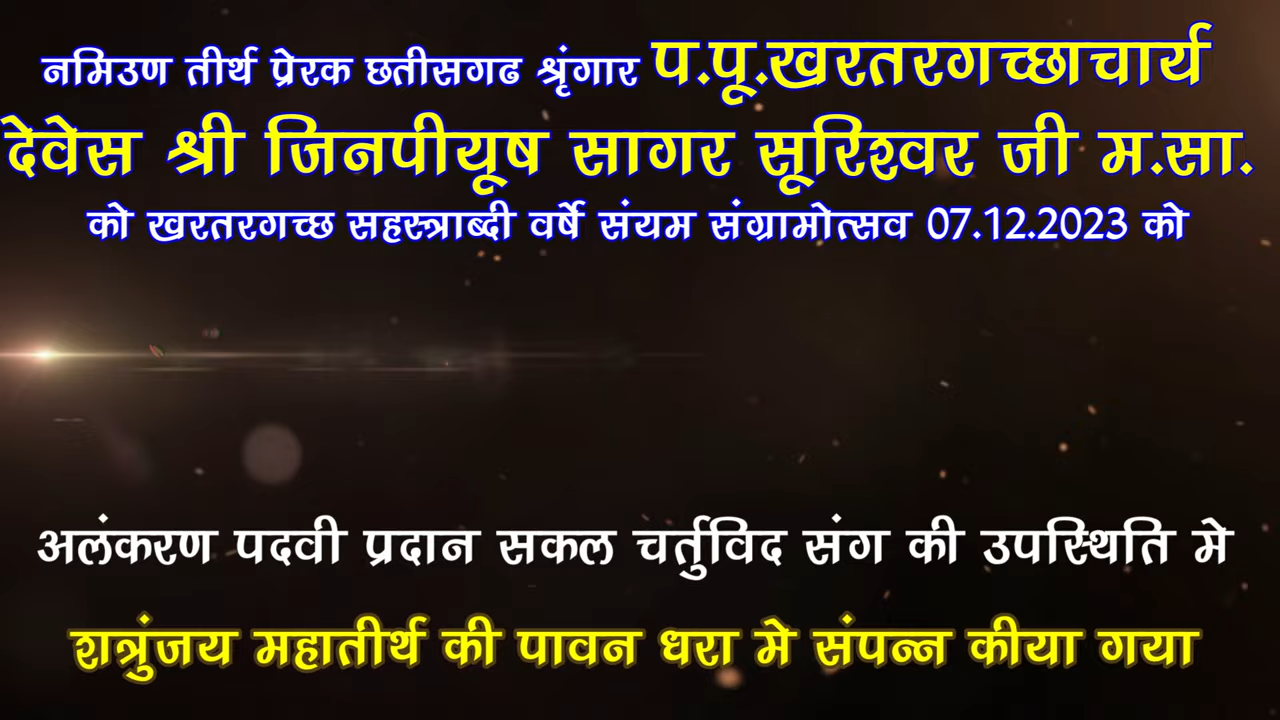 नमिउण तीर्थ प्रेरक छतीसगढ श्रृंगार प.पू.खरतरगच्छाचार्य
देवेस श्री जिनपीयूष सागर सूरिश्वर जी म.सा.
को खरतरगच्छ सहस्त्राब्दी वर्षे संयम संग्रामोत्सव 07.12.2023 को
अलंकरण पदवी प्रदान सकल चर्तुविद संग की उपस्थिति मे
शत्रुंजय महातीर्थ की पावन धरा मे संपन्न कीया गया